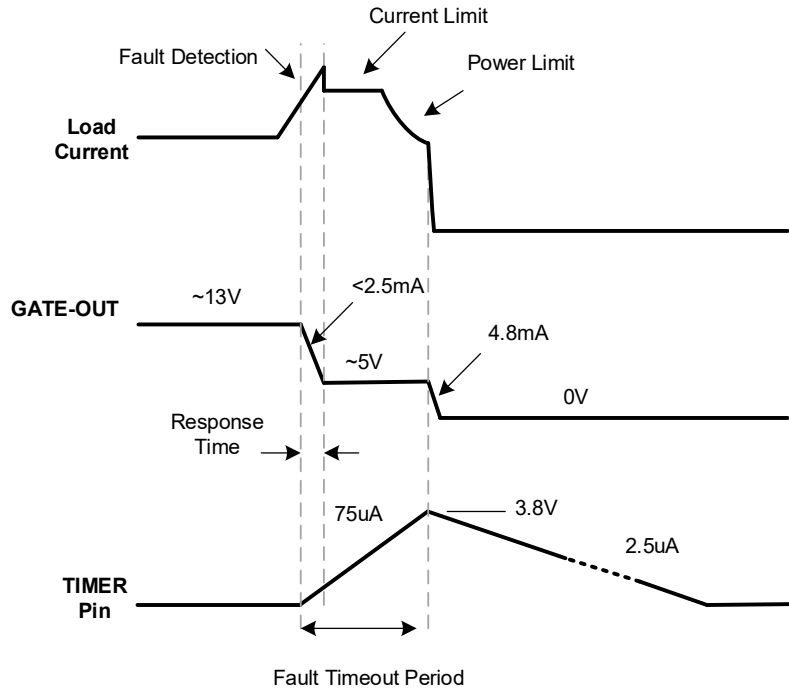 Current Limit
Fault Detection
Power Limit
Load
Current
GATE-OUT
~13V
<2.5mA
~5V
4.8mA
0V
Response
Time
75uA
3.8V
2.5uA
TIMER
Pin
Fault Timeout Period